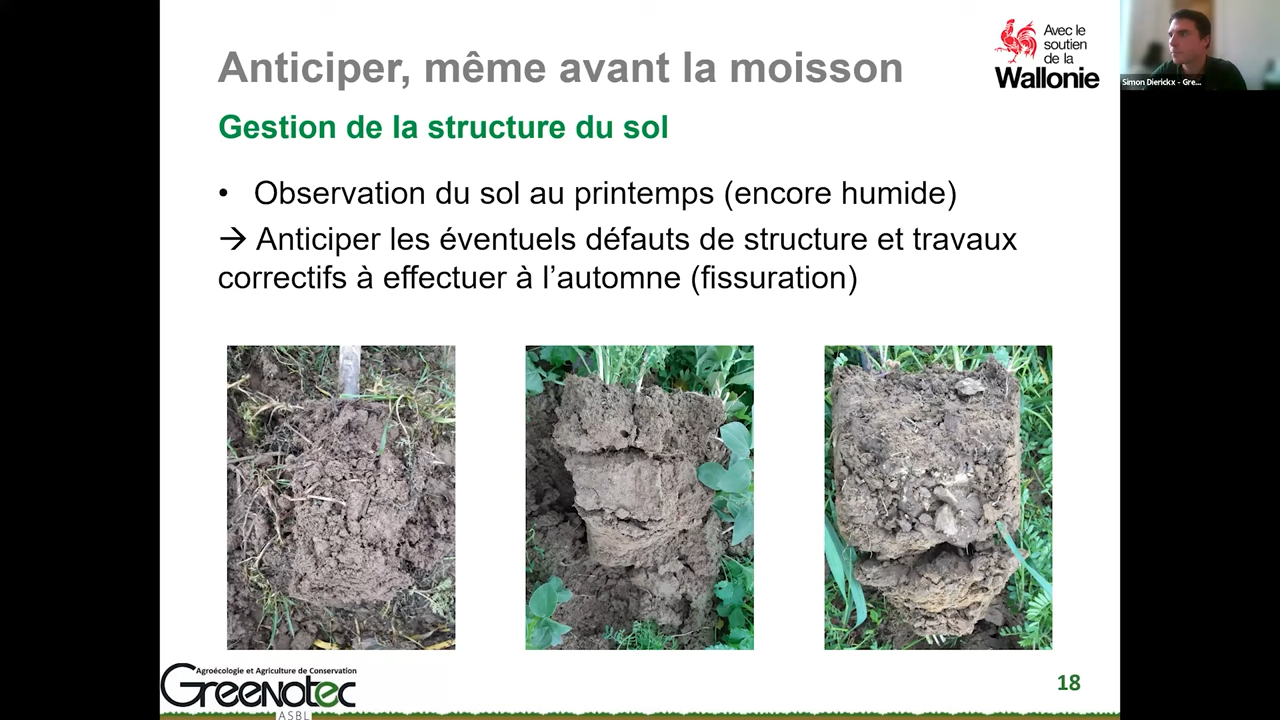 Anticiper, même avant la moisson
Avec le
soutien
de la
Wallonie
Simon Dierickx - Gre...
Gestion de la structure du sol
• Observation du sol au printemps (encore humide)
→ Anticiper les éventuels défauts de structure et travaux
correctifs à effectuer à l’automne (fissuration)
Agroécologie et Agriculture de Conservation
Greenotec
ASBL
18